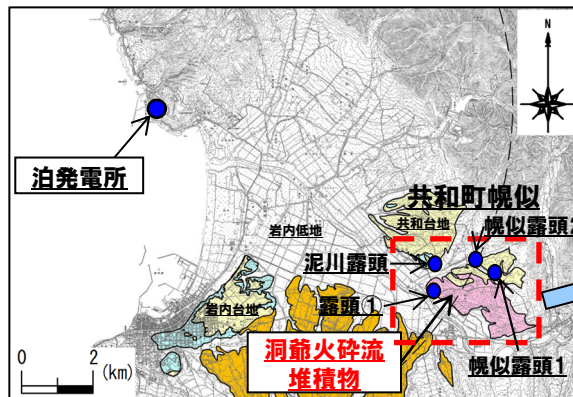 N
泊発電所
共和町幌似
共和台地
幌似露頭2
岩内低地
泥川露頭
岩内台地
露頭①
0 2
(km)
洞爺火砕流
堆積物
幌似露頭1